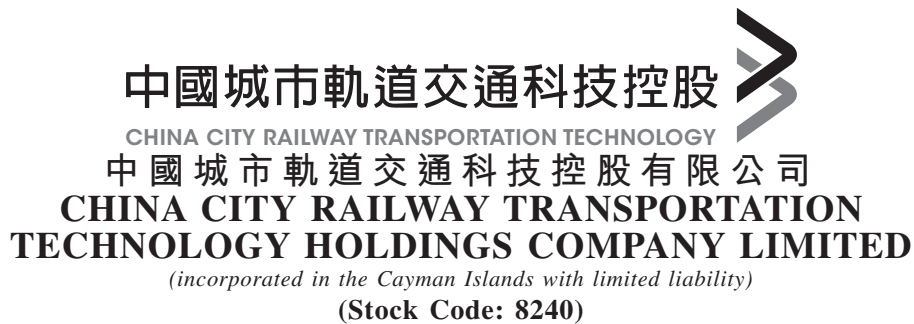 中國城市軌道交通科技控股
CHINA CITY RAILWAY TRANSPORTATION TECHNOLOGY
中國城市軌道交通科技控股有限公司
CHINA CITY RAILWAY TRANSPORTATION
TECHNOLOGY HOLDINGS COMPANY LIMITED
(incorporated in the Cayman Islands with limited liability)
(Stock Code: 8240)